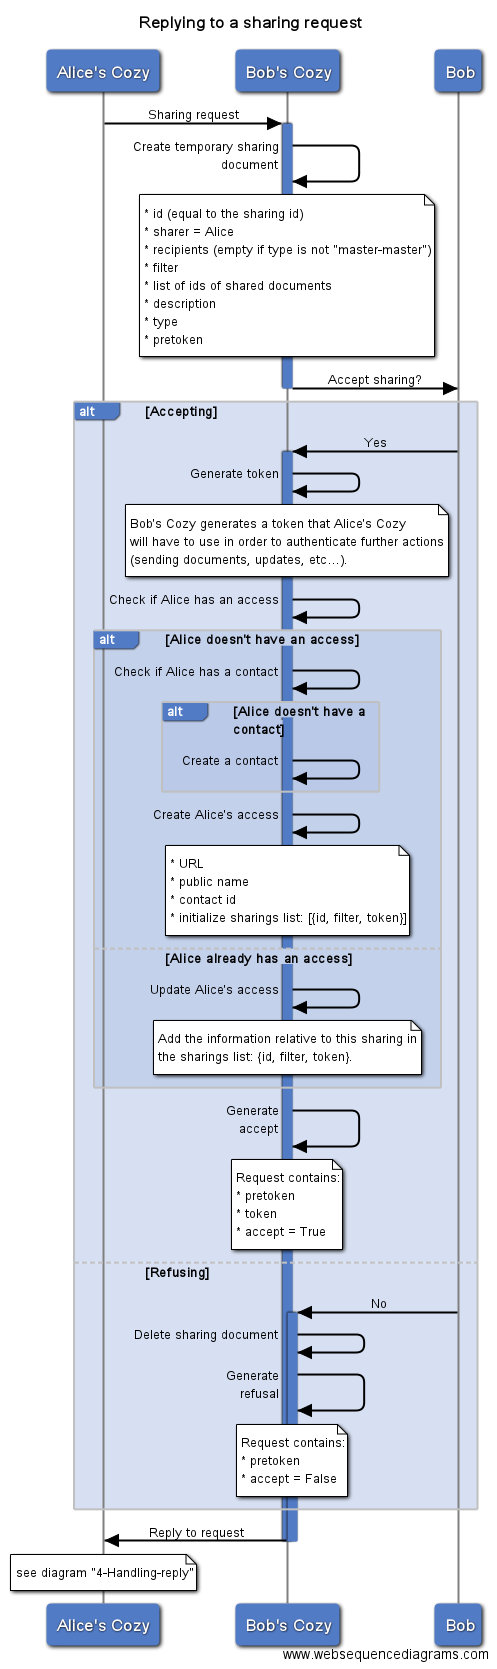 Replying to a sharing request
Alice's Cozy
Bob's Cozy
Bob
Sharing request
Create temporary sharing
document
* id (equal to the sharing id)
* sharer = Alice
* recipients (empty if type is not "master-master")
* filter
* list of ids of shared documents
* description
* type
* pretoken
Accept sharing?
alt
[Accepting]
Yes
Generate token
Bob's Cozy generates a token that Alice's Cozy
will have to use in order to authenticate further actions
(sending documents, updates, etc...).
Check if Alice has an access
alt
[Alice doesn't have an access]
Check if Alice has a contact
alt
[Alice doesn't have a
contact]
Create a contact
Create Alice's access
* URL
* public name
* contact id
* initialize sharings list: [{id, filter, token}]
[Alice already has an access]
Update Alice's access
Add the information relative to this sharing in
the sharings list: {id, filter, token}.
Generate
accept
Request contains:
* pretoken
* token
* accept = True
[Refusing]
No
Delete sharing document
Generate
refusal
Request contains:
* pretoken
* accept = False
Reply to request
see diagram "4-Handling-reply"
Alice's Cozy
Bob's Cozy
Bob
www.websequencediagrams.com